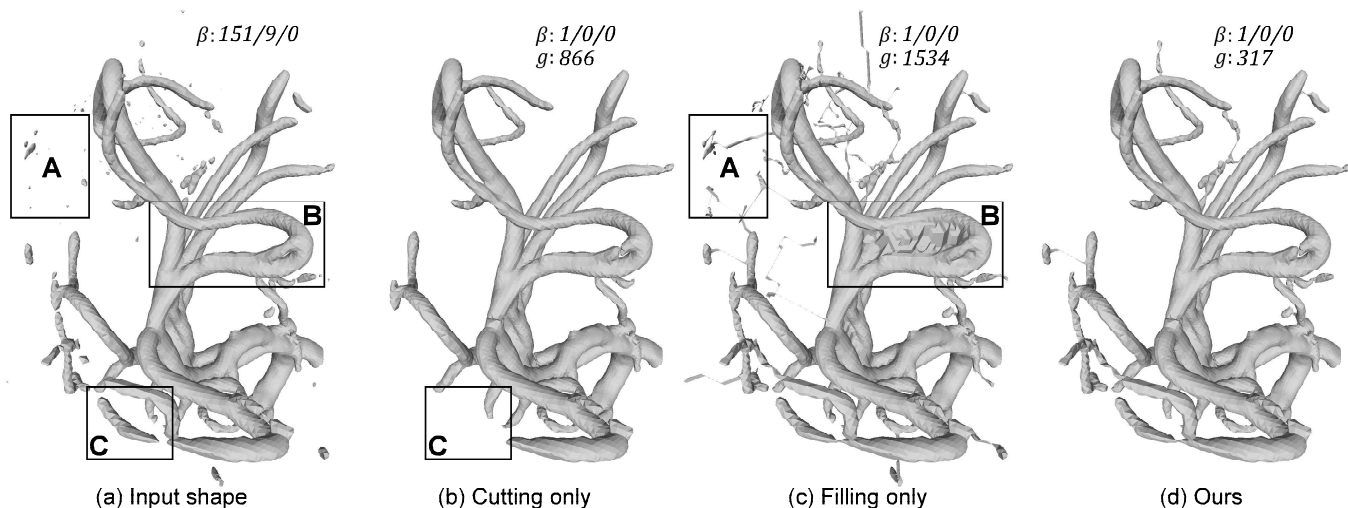 β: 151/9/0
β: 1/0/0
g: 866
β: 1/0/0
g: 1534
β: 1/0/0
g: 317
A
B
C
C
A
B
(a) Input shape
(b) Cutting only
(c) Filling only
(d) Ours